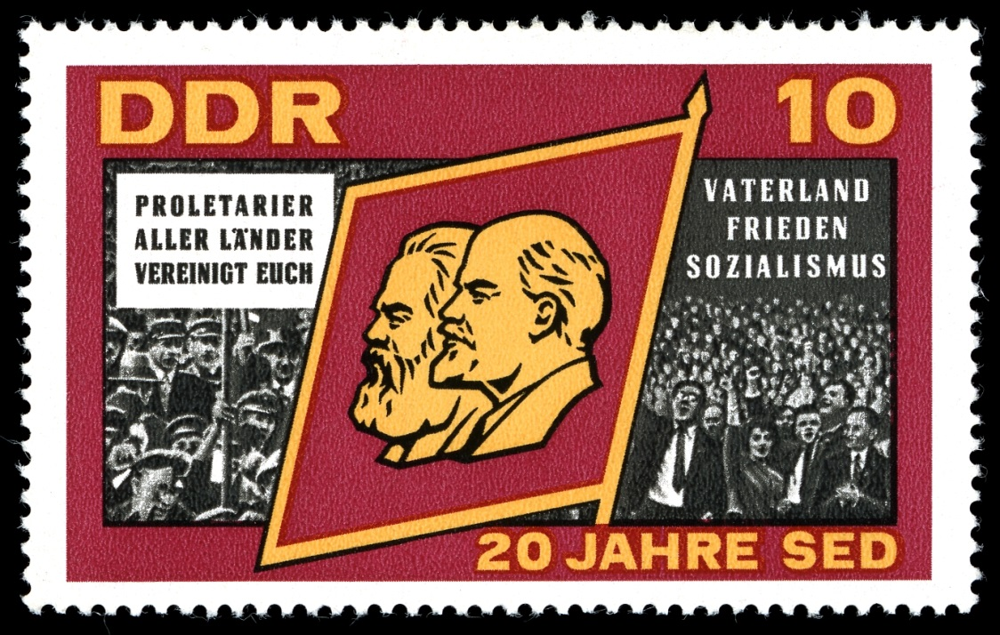 DDR
10
PROLETARIER
ALLER LÄNDER
VEREINIGT EUCH
VATERLAND
FRIEDEN
SOZIALISMUS
20 JAHRE SED